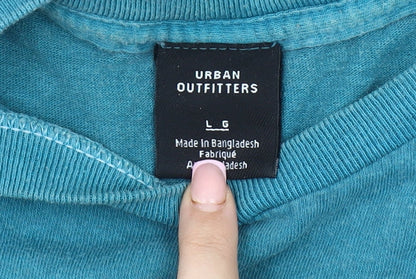 URBAN
OUTFITTERS
L G
Made in Bangladesh
Fabriqué